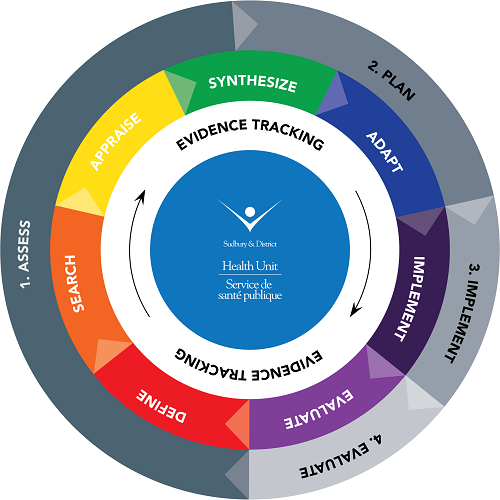 1. ASSESS
2. PLAN
3. IMPLEMENT
4. EVALUATE
DEFINE
SEARCH
APPRAISE
SYNTHESIZE
ADAPT
IMPLEMENT
EVALUATE
EVIDENCE TRACKING
EVIDENCE TRACKING
Sudbury & District
Health Unit
Service de
santé publique